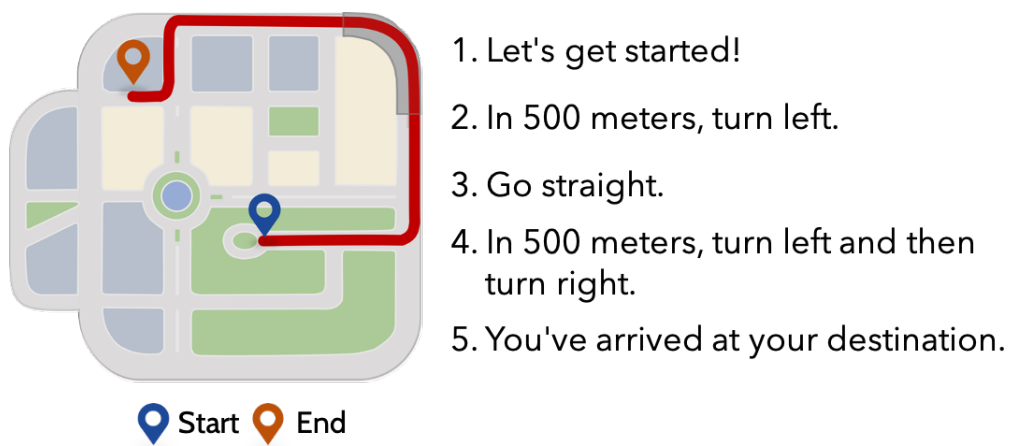 1. Let's get started!
2. In 500 meters, turn left.
3. Go straight.
4. In 500 meters, turn left and then
turn right.
5. You've arrived at your destination.
Start End